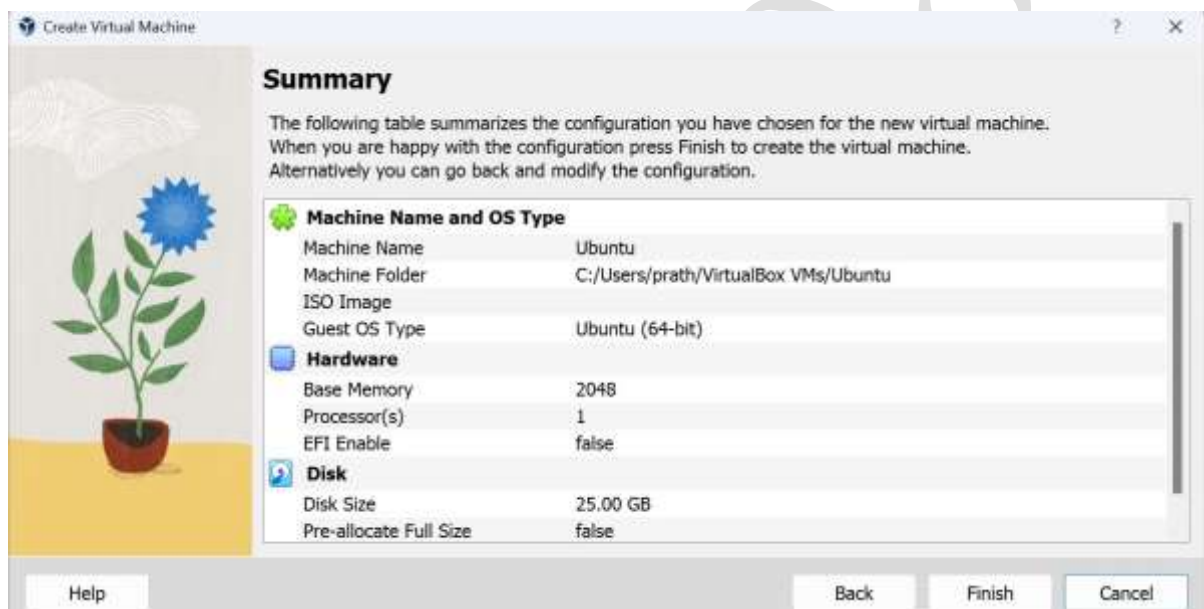 Create Virtual Machine
Summary
The following table summarizes the configuration you have chosen for the new virtual machine.
When you are happy with the configuration press Finish to create the virtual machine.
Alternatively you can go back and modify the configuration.
Machine Name and OS Type
Machine Name Ubuntu
Machine Folder C:/Users/prath/VirtualBox VMs/Ubuntu
ISO Image
Guest OS Type Ubuntu (64-bit)
Hardware
Base Memory 2048
Processor(s) 1
EFI Enable false
Disk
Disk Size 25.00 GB
Pre-allocate Full Size false
Help Back Finish Cancel